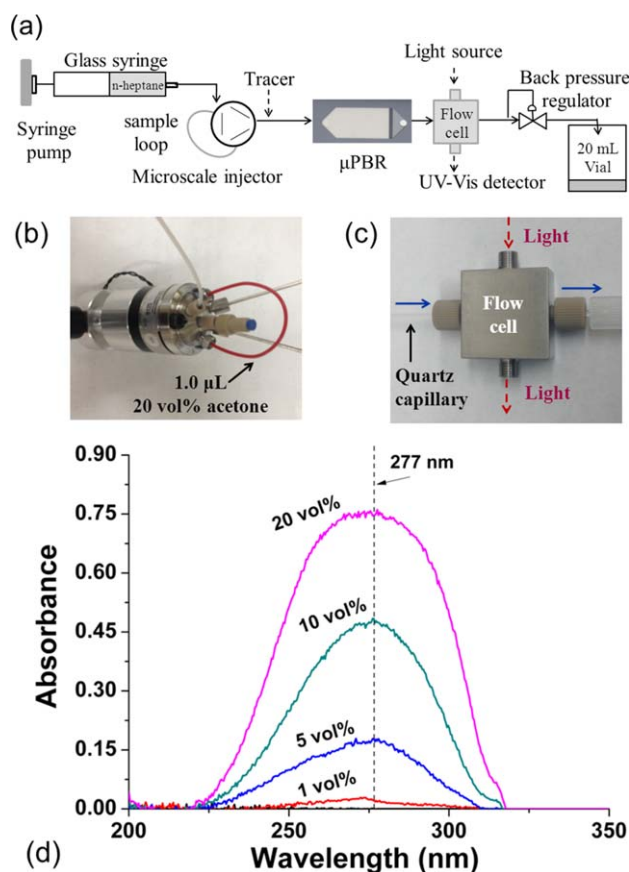 (a)
Glass syringe
n-heptane
Syringe
pump
sample
loop
Microscale injector
Tracer
μPBR
Light source
Flow
cell
UV-Vis detector
Back pressure
regulator
20 mL
Vial
(b)
1.0 μL
20 vol% acetone
(c)
Light
Flow
cell
Quartz
capillary
Light
277 nm
20 vol%
10 vol%
5 vol%
1 vol%
Absorbance
0.90
0.75
0.60
0.45
0.30
0.15
0.00
200
250
300
350
Wavelength (nm)
(d)